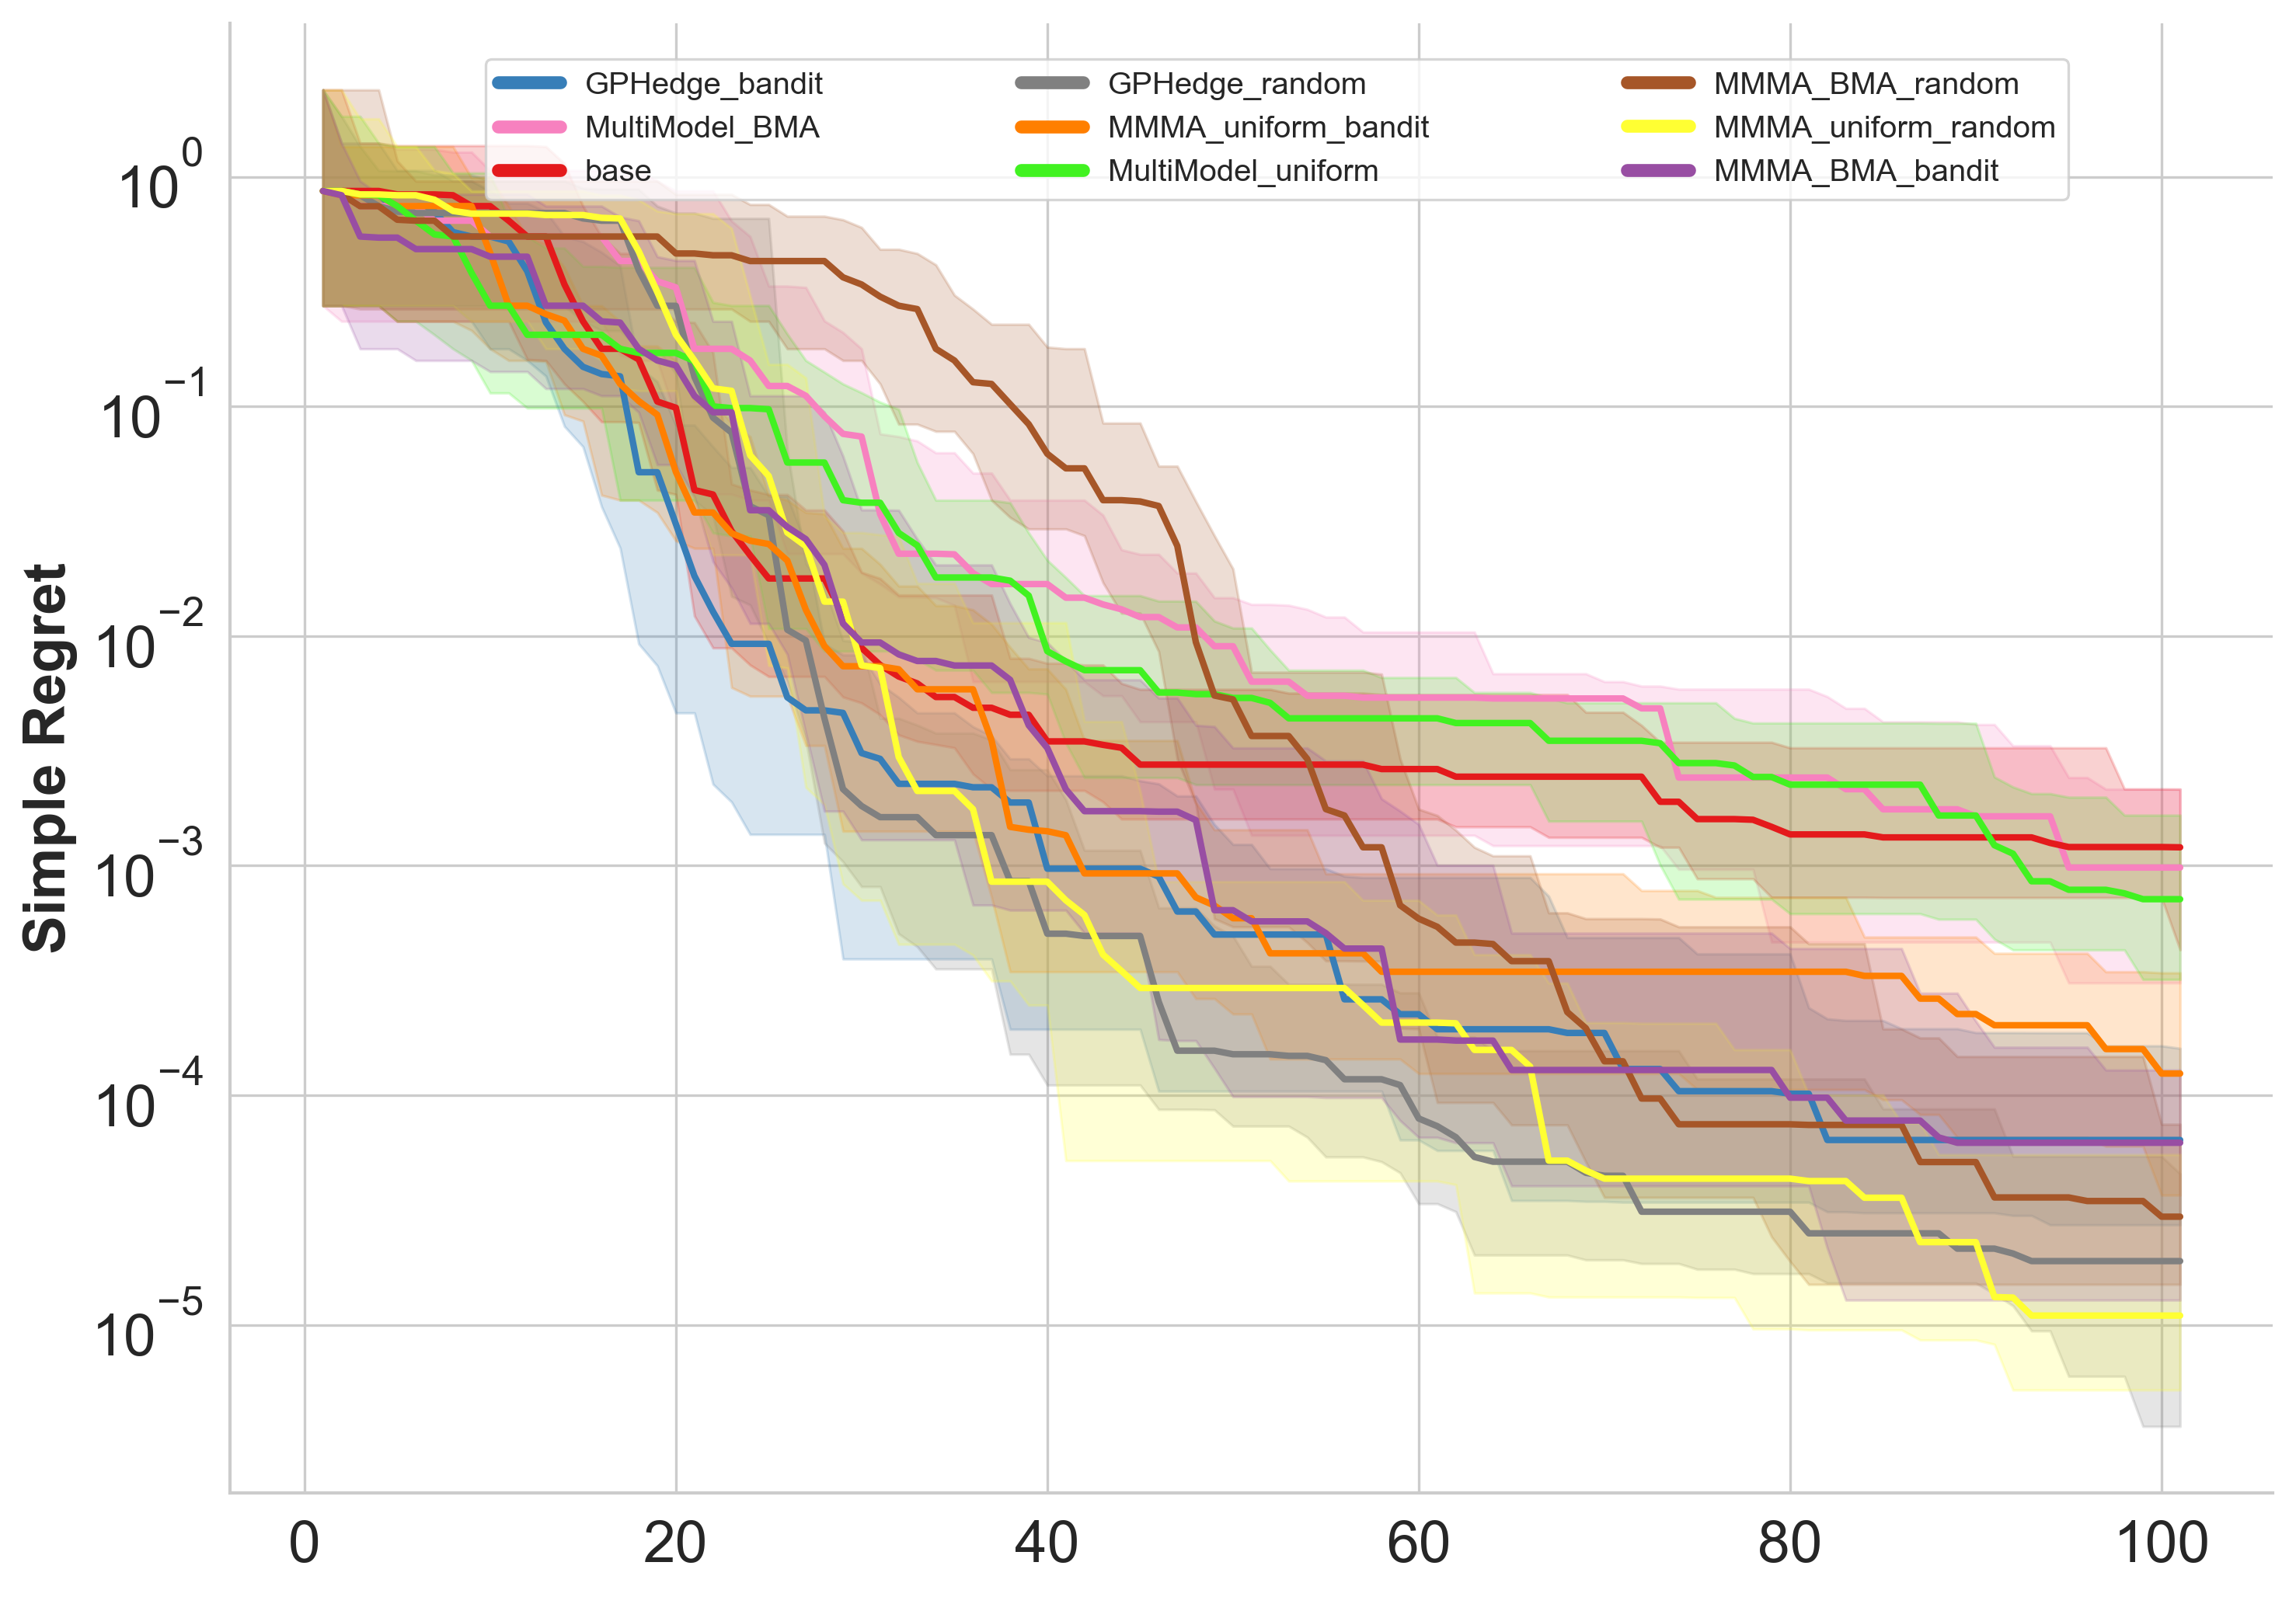 GPHedge_bandit
MultiModel_BMA
base
GPHedge_random
MMMA_uniform_bandit
MultiModel_uniform
MMMA_BMA_random
MMMA_uniform_random
MMMA_BMA_bandit
Simple Regret
10^0
10^−1
10^−2
10^−3
10^−4
10^−5
0 20 40 60 80 100